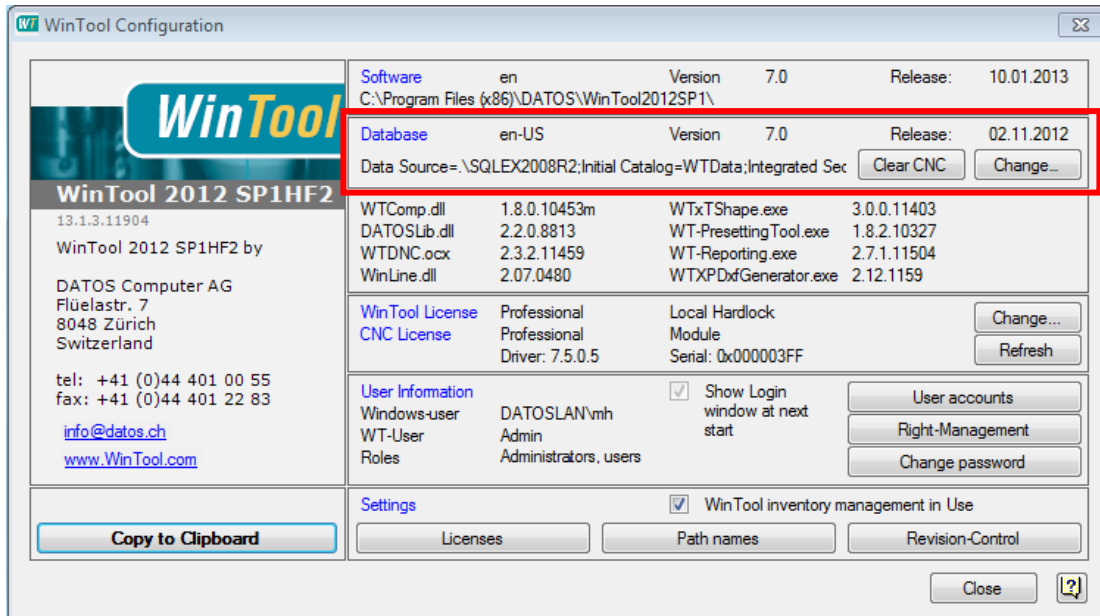 WT WinTool Configuration
WinTool
WinTool 2012 SP1HF2
13.1.3.11904
WinTool 2012 SP1HF2 by
DATOS Computer AG
Flüelastr. 7
8048 Zürich
Switzerland
tel: +41 (0)44 401 00 55
fax: +41 (0)44 401 22 83
info@datos.ch
www.WinTool.com
Copy to Clipboard
Software en Version 7.0 Release: 10.01.2013
C:\Program Files (x86)\DATOS\WinTool2012SP1\
Database en-US Version 7.0 Release: 02.11.2012
Data Source=.\SQLEX2008R2;Initial Catalog=WTData;Integrated Sec Clear CNC Change...
WTComp.dll 1.8.0.10453m WTxTShape.exe 3.0.0.11403
DATOSLib.dll 2.2.0.8813 WT-PresettingTool.exe 1.8.2.10327
WTDNC.ocx 2.3.2.11459 WT-Reporting.exe 2.7.1.11504
WinLine.dll 2.07.0480 WTXPDxfGenerator.exe 2.12.1159
WinTool License Professional Local Hardlock Change...
CNC License Professional Module
Driver: 7.5.0.5 Serial: 0x000003FF Refresh
User Information Show Login User accounts
Windows-user DATOSLAN\mh window at next
WT-User Admin start Right-Management
Roles Administrators, users Change password
Settings WinTool inventory management in Use
Licenses Path names Revision-Control
Close ?